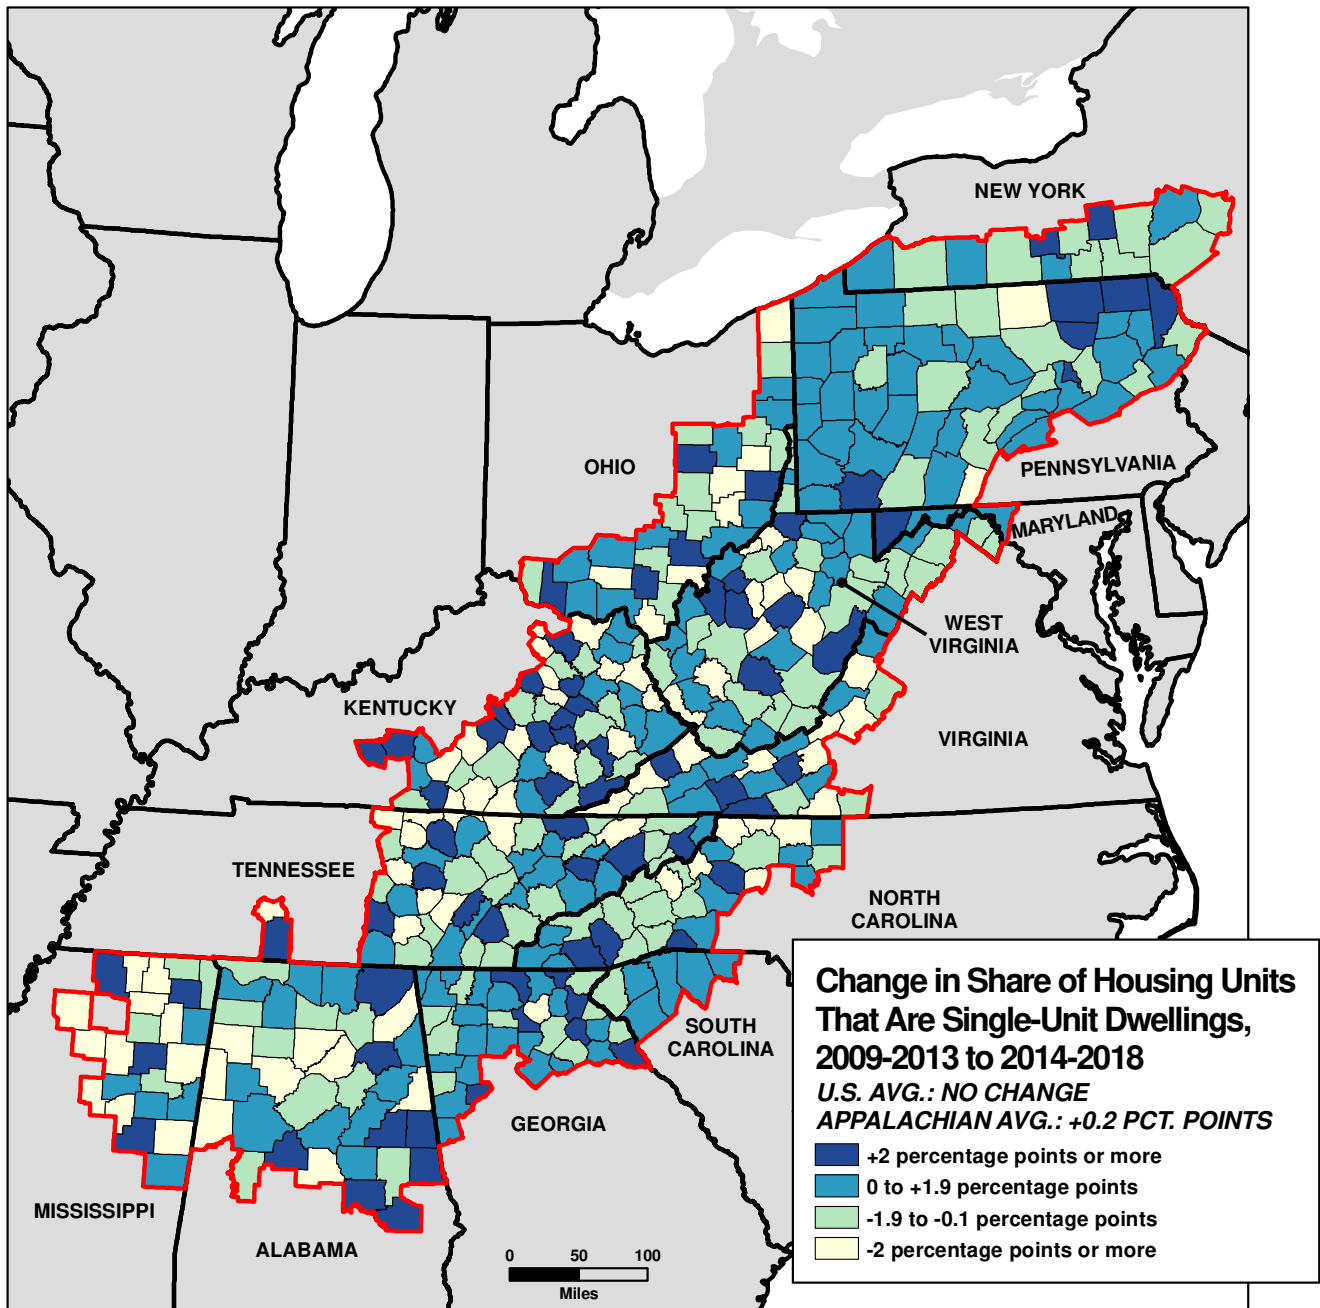 NEW YORK
OHIO
PENNSYLVANIA
MARYLAND
WEST
VIRGINIA
KENTUCKY
VIRGINIA
TENNESSEE
NORTH
CAROLINA
SOUTH
CAROLINA
GEORGIA
MISSISSIPPI
ALABAMA
Change in Share of Housing Units
That Are Single-Unit Dwellings,
2009-2013 to 2014-2018
U.S. AVG.: NO CHANGE
APPALACHIAN AVG.: +0.2 PCT. POINTS
+2 percentage points or more
0 to +1.9 percentage points
-1.9 to -0.1 percentage points
-2 percentage points or more
0 50 100
Miles